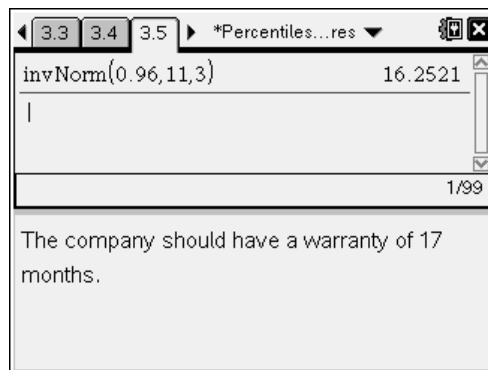 3.3 3.4 3.5 *Percentiles...res
invNorm(0.96,11,3) 16.2521
1/99
The company should have a warranty of 17
months.